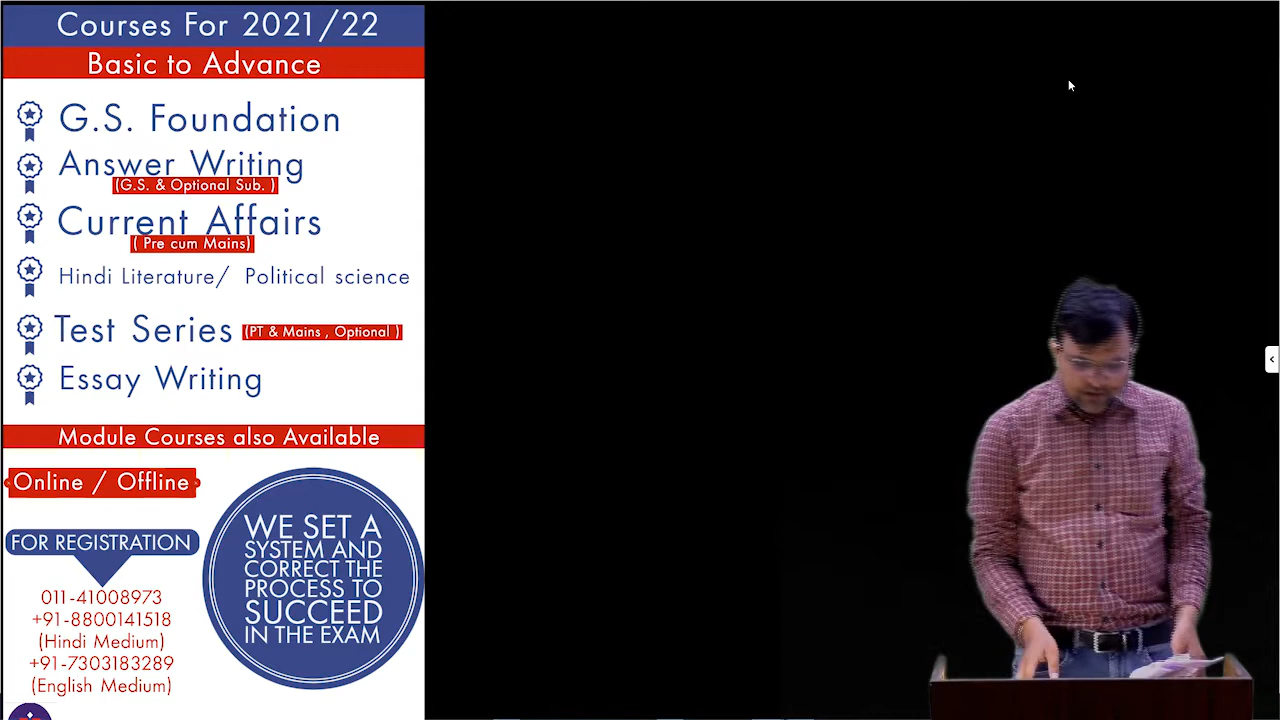 Courses For 2021/22
Basic to Advance
G.S. Foundation
Answer Writing
(G.S. & Optional Sub. )
Current Affairs
( Pre cum Mains)
Hindi Literature/ Political science
Test Series (PT & Mains , Optional )
Essay Writing
Module Courses also Available
Online / Offline
FOR REGISTRATION
011-41008973
+91-8800141518
(Hindi Medium)
+91-7303183289
(English Medium)
WE SET A
SYSTEM AND
CORRECT THE
PROCESS TO
SUCCEED
IN THE EXAM